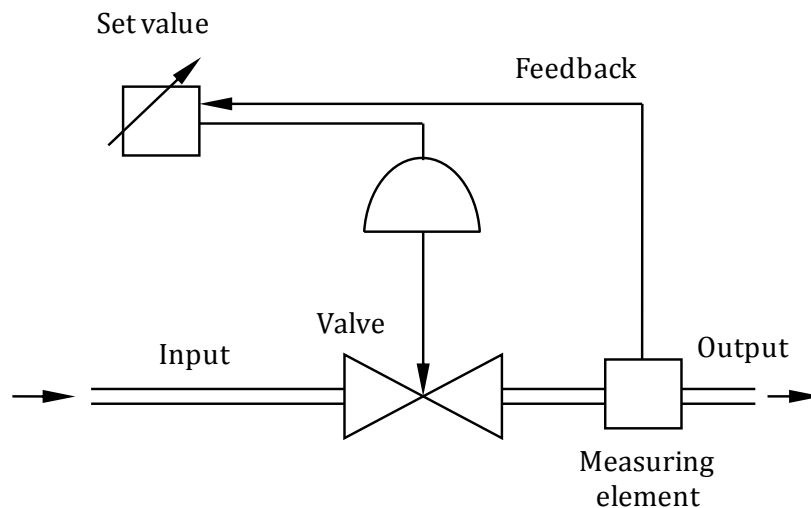 Set value
Feedback
Valve
Input
Output
Measuring
element